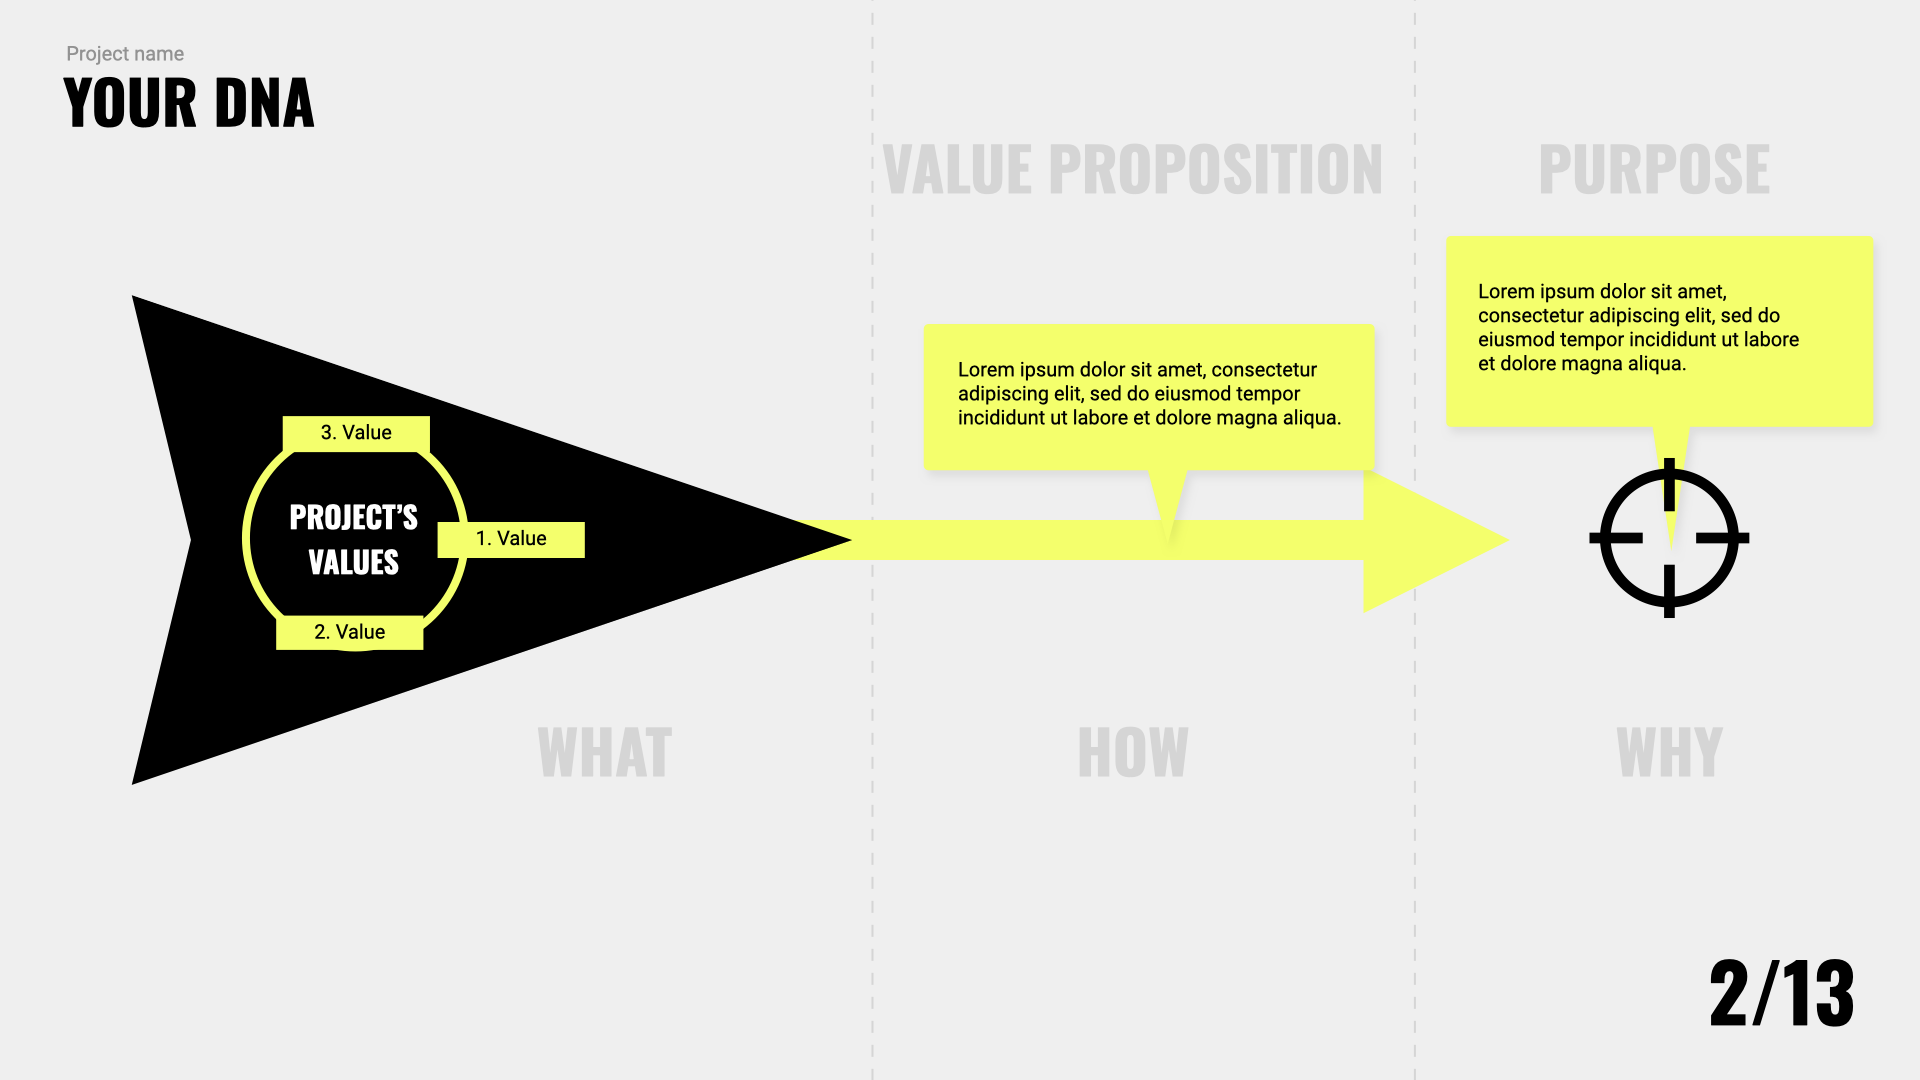 Project name
YOUR DNA
VALUE PROPOSITION
PURPOSE
Lorem ipsum dolor sit amet,
consectetur adipiscing elit, sed do
eiusmod tempor incididunt ut labore
et dolore magna aliqua.
Lorem ipsum dolor sit amet, consectetur
adipiscing elit, sed do eiusmod tempor
incididunt ut labore et dolore magna aliqua.
3. Value
PROJECT’S
VALUES
1. Value
2. Value
WHAT
HOW
WHY
2/13